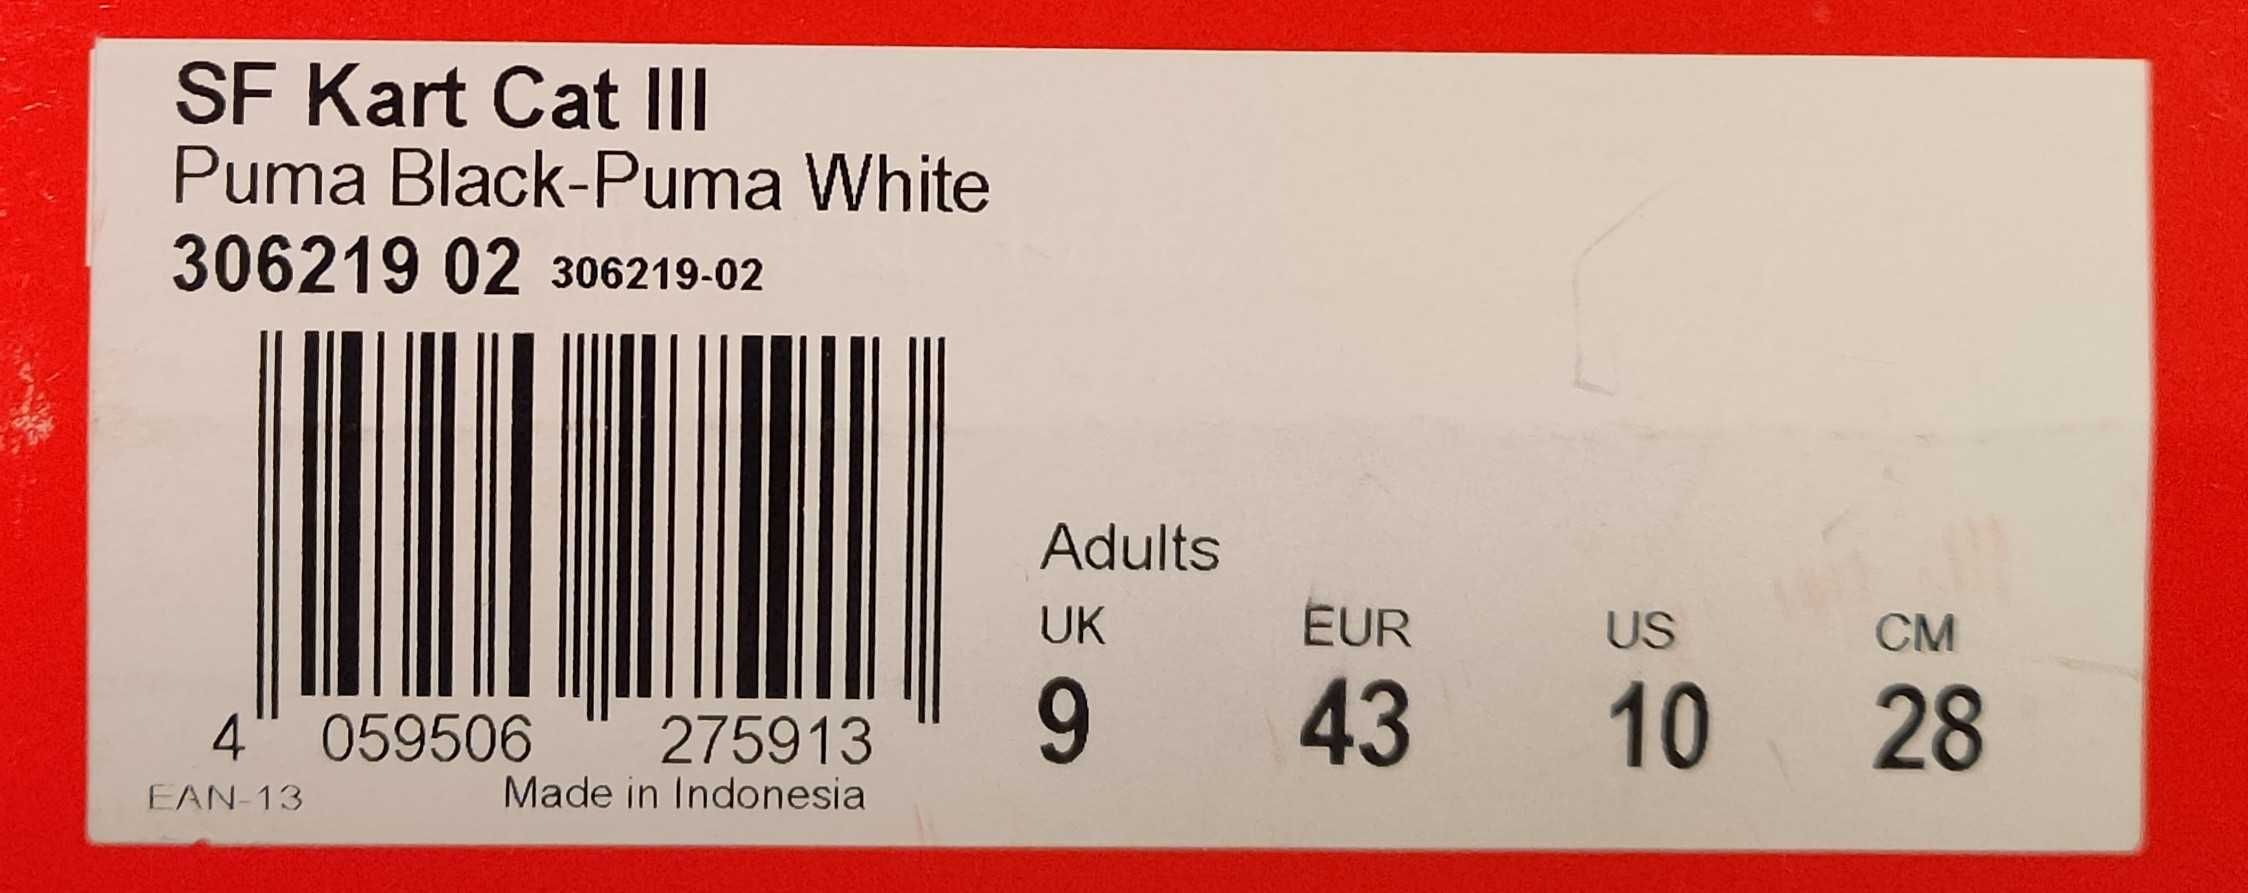 SF Kart Cat III
Puma Black-Puma White
306219 02 306219-02
4 059506 275913
EAN-13 Made in Indonesia
Adults
UK EUR US CM
9 43 10 28